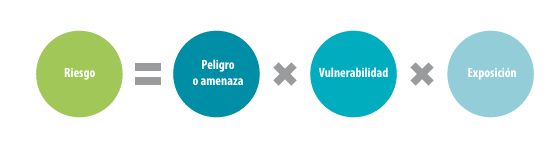 Riesgo
Peligro
o amenaza
Vulnerabilidad
Exposición